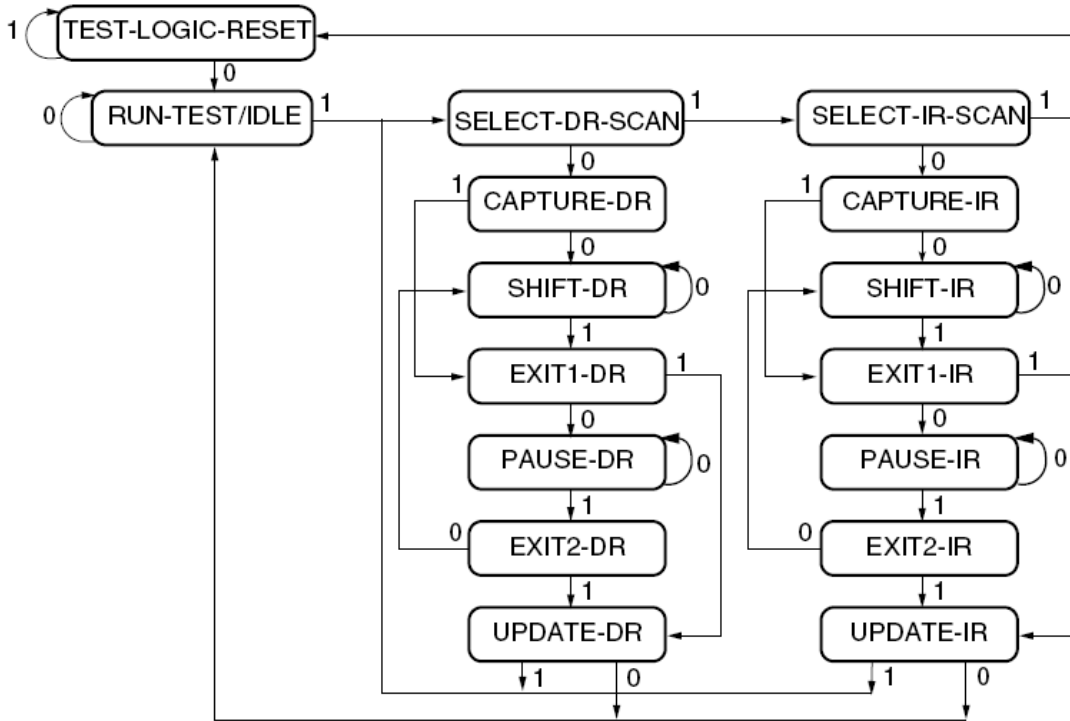 1 TEST-LOGIC-RESET
0
0 RUN-TEST/IDLE 1
SELECT-DR-SCAN 1
SELECT-IR-SCAN 1
0
0
1 CAPTURE-DR
1 CAPTURE-IR
0
0
SHIFT-DR 0
SHIFT-IR 0
1
1
EXIT1-DR 1
EXIT1-IR 1
0
0
PAUSE-DR 0
PAUSE-IR 0
1
1
0 EXIT2-DR
0 EXIT2-IR
1
1
UPDATE-DR
UPDATE-IR
1 0
1 0